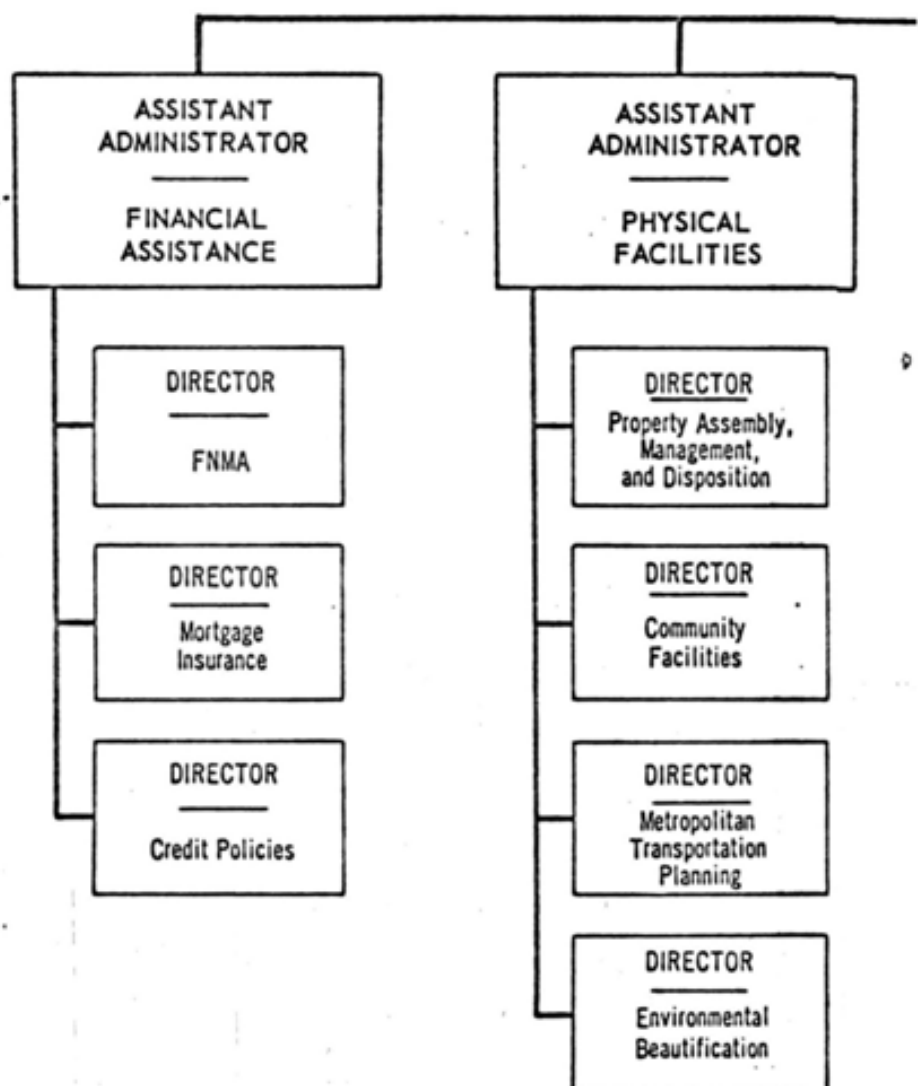 ASSISTANT
ADMINISTRATOR
FINANCIAL
ASSISTANCE
DIRECTOR
FNMA
DIRECTOR
Mortgage
Insurance
DIRECTOR
Credit Policies
ASSISTANT
ADMINISTRATOR
PHYSICAL
FACILITIES
DIRECTOR
Property Assembly,
Management,
and Disposition
DIRECTOR
Community
Facilities
DIRECTOR
Metropolitan
Transportation
Planning
DIRECTOR
Environmental
Beautification